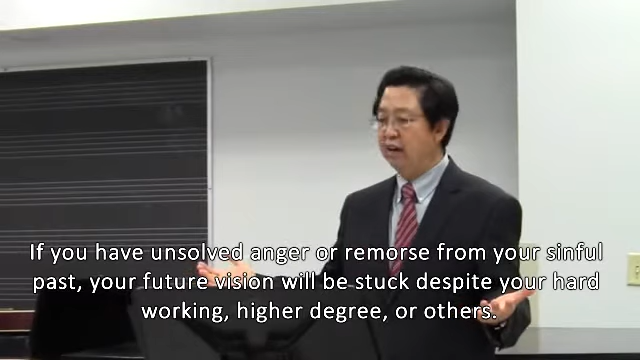 If you have unsolved anger or remorse from your sinful
past, your future vision will be stuck despite your hard
working, higher degree, or others.